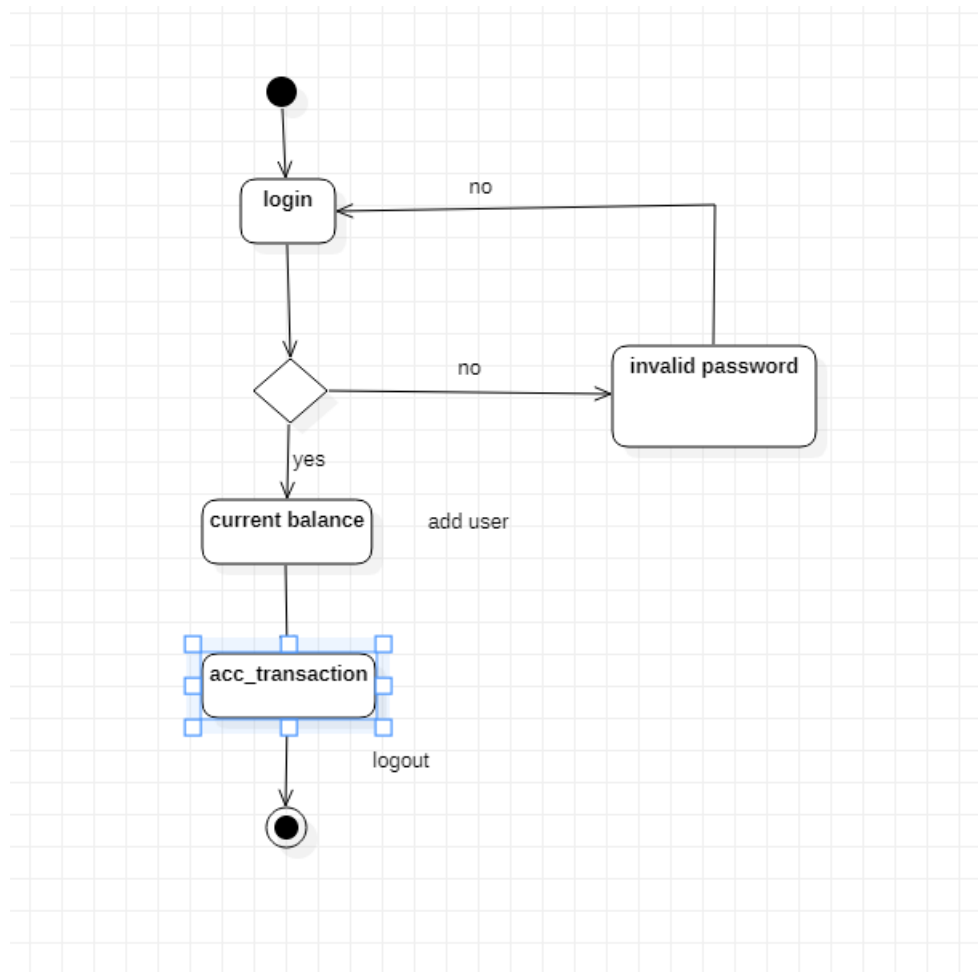 no
login
invalid password
no
yes
current balance
add user
acc_transaction
logout